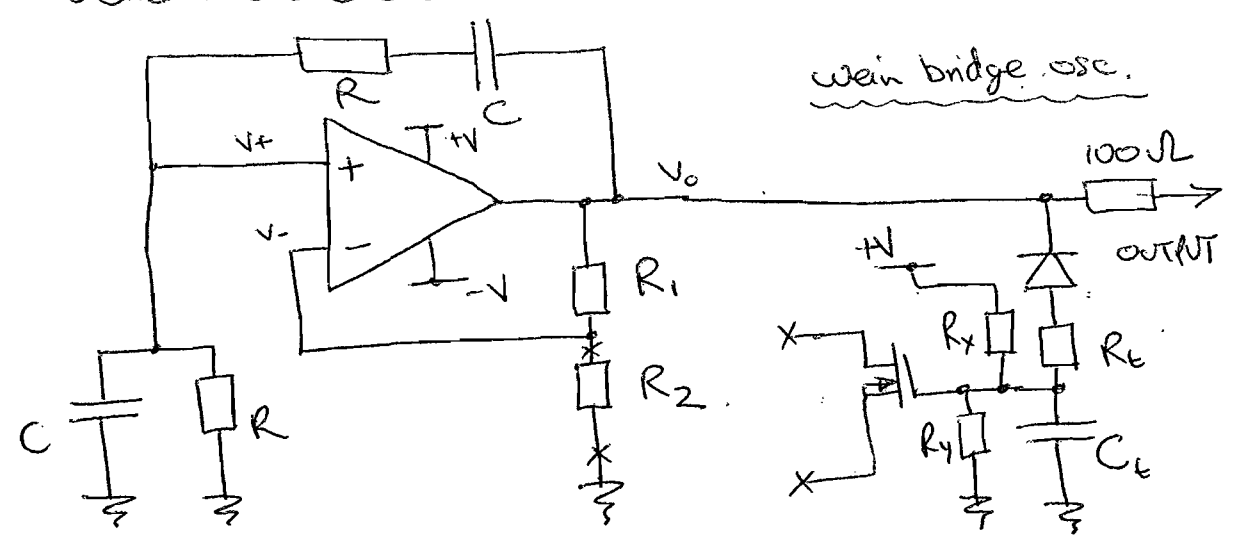 wein bridge osc.
R
C
V+
+V
+
V-
-
-V
Vo
100Ω
OUTPUT
R1
+V
Rx
Rt
X
X
R2
Ry
Ct
X
X
C
R